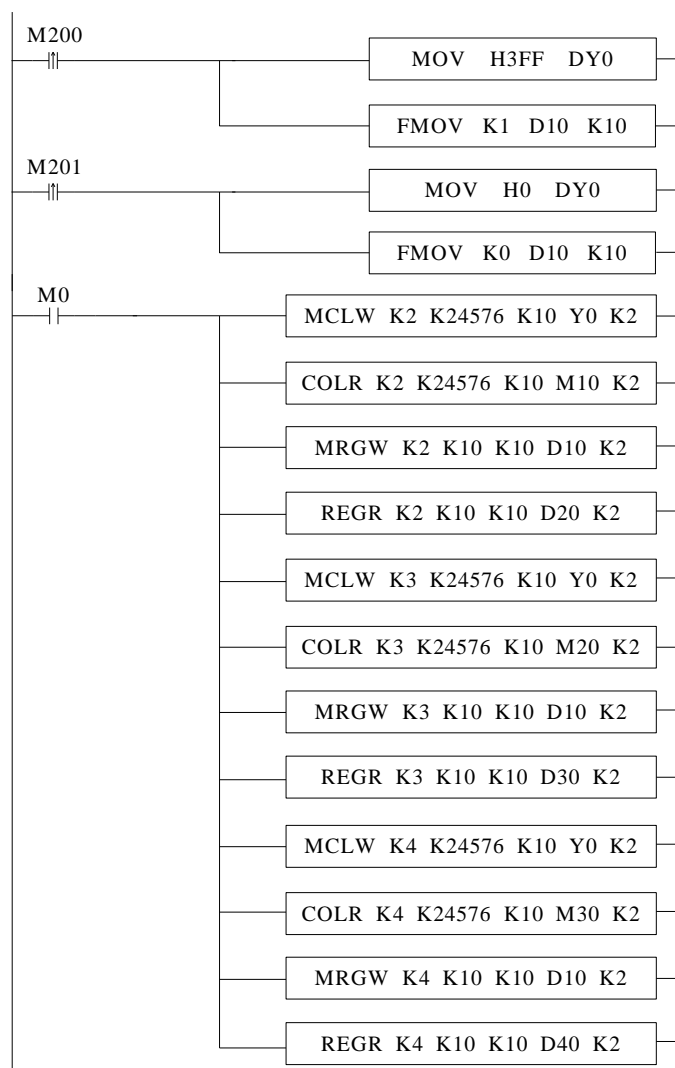 M200
MOV H3FF DY0
FMOV K1 D10 K10
M201
MOV H0 DY0
FMOV K0 D10 K10
M0
MCLW K2 K24576 K10 Y0 K2
COLR K2 K24576 K10 M10 K2
MRGW K2 K10 K10 D10 K2
REGR K2 K10 K10 D20 K2
MCLW K3 K24576 K10 Y0 K2
COLR K3 K24576 K10 M20 K2
MRGW K3 K10 K10 D10 K2
REGR K3 K10 K10 D30 K2
MCLW K4 K24576 K10 Y0 K2
COLR K4 K24576 K10 M30 K2
MRGW K4 K10 K10 D10 K2
REGR K4 K10 K10 D40 K2